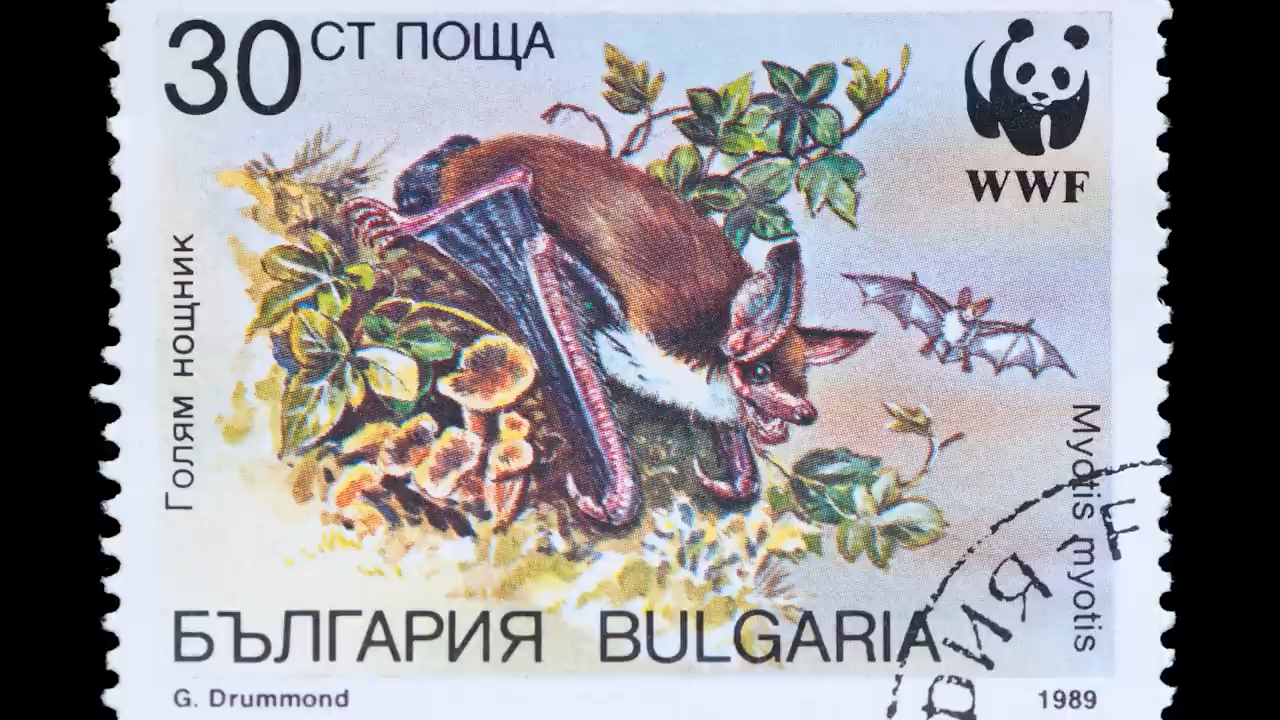 30 СТ ПОЩА
WWF
Голям нощник
Myotis myotis
БЪЛГАРИЯ BULGARIA
G. Drummond
1989